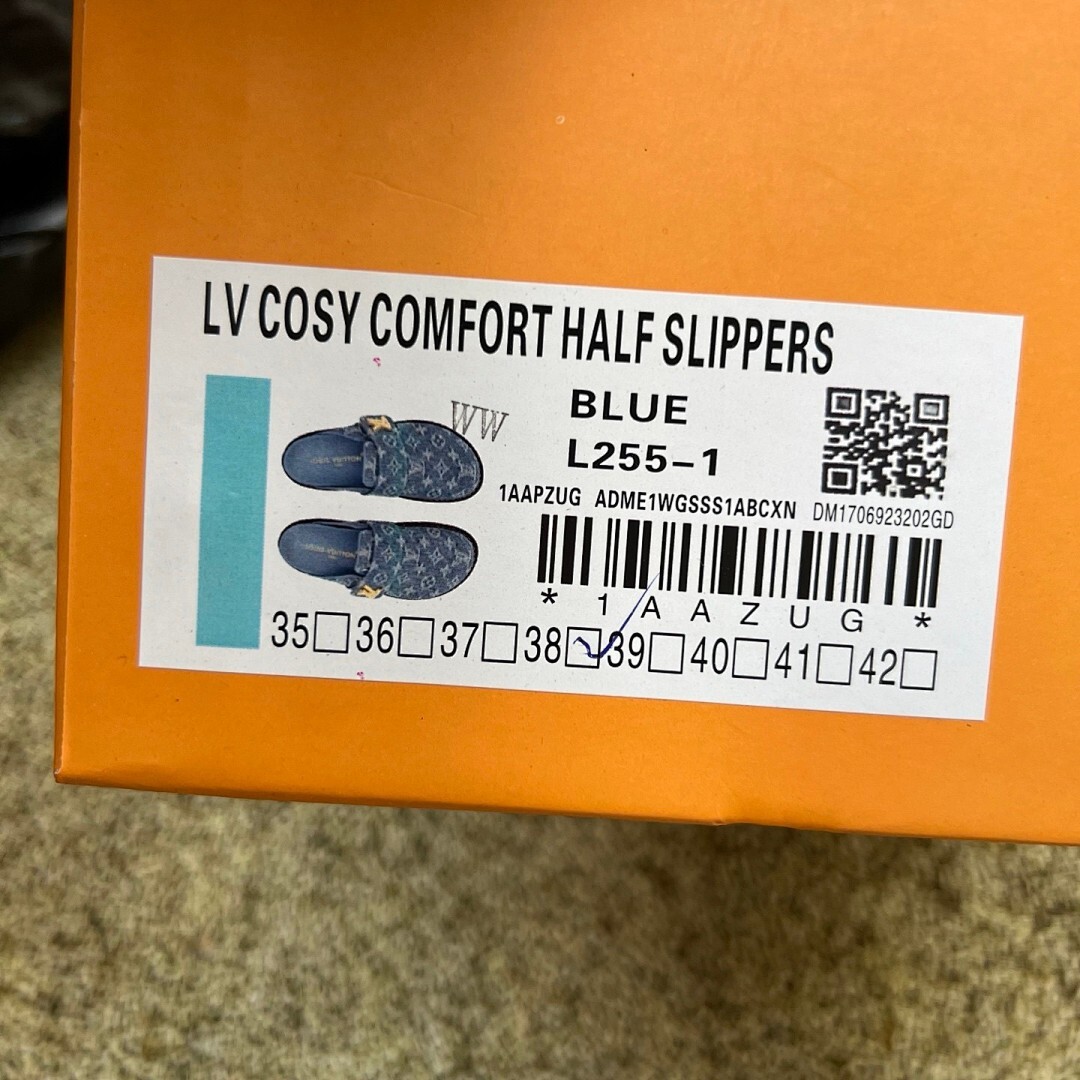 LV COSY COMFORT HALF SLIPPERS
WW
BLUE
L255-1
1AAPZUG ADME1WGSSS1ABCXN DM1706923202GD
* 1 A A Z U G *
35 36 37 38 39 40 41 42